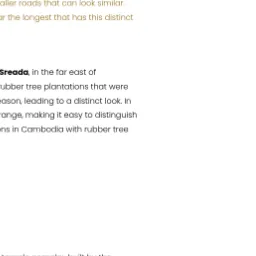 aller roads that can look similar
r the longest that has this distinct
Sreada, in the far east of
ubber tree plantations that were
eason, leading to a distinct look. In
range, making it easy to distinguish
ons in Cambodia with rubber tree